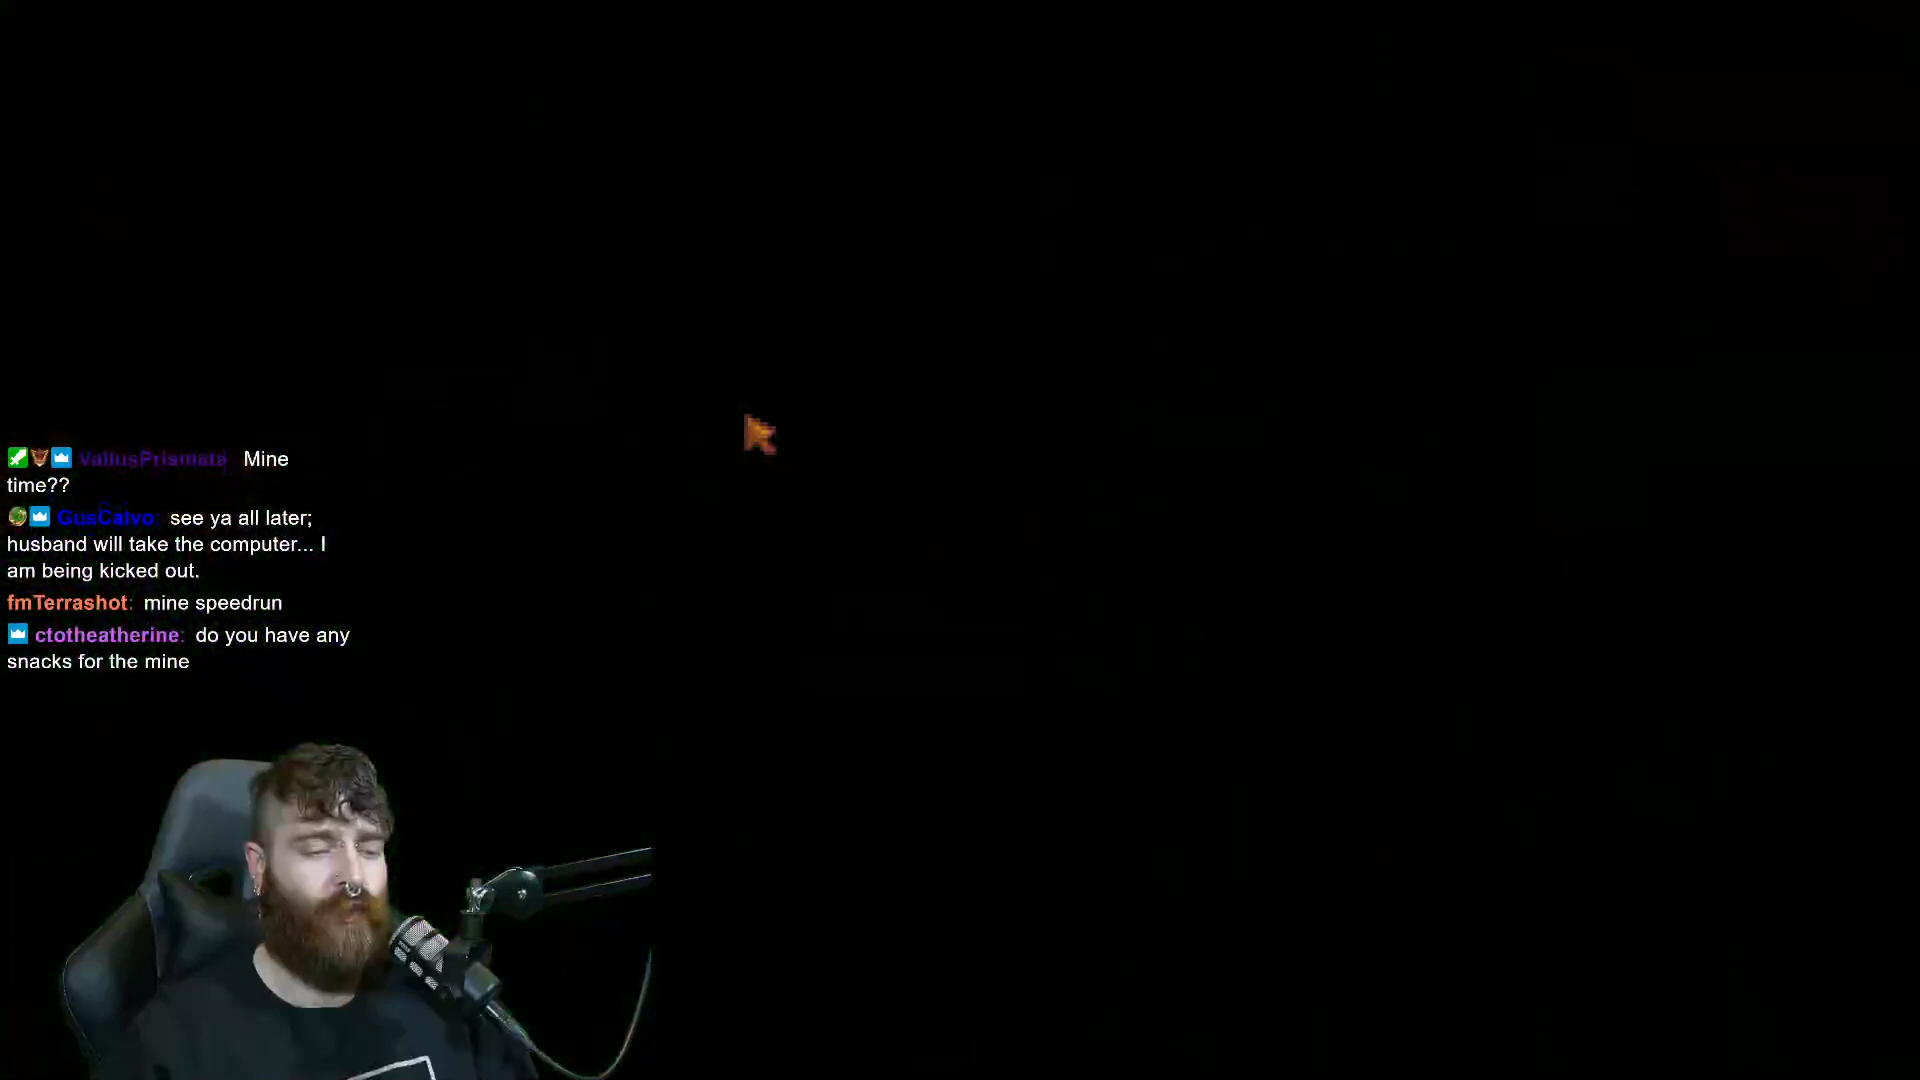 VallusPrismata Mine
time??
GusCalvo: see ya all later;
husband will take the computer... I
am being kicked out.
fmTerrashot: mine speedrun
ctotheatherine: do you have any
snacks for the mine